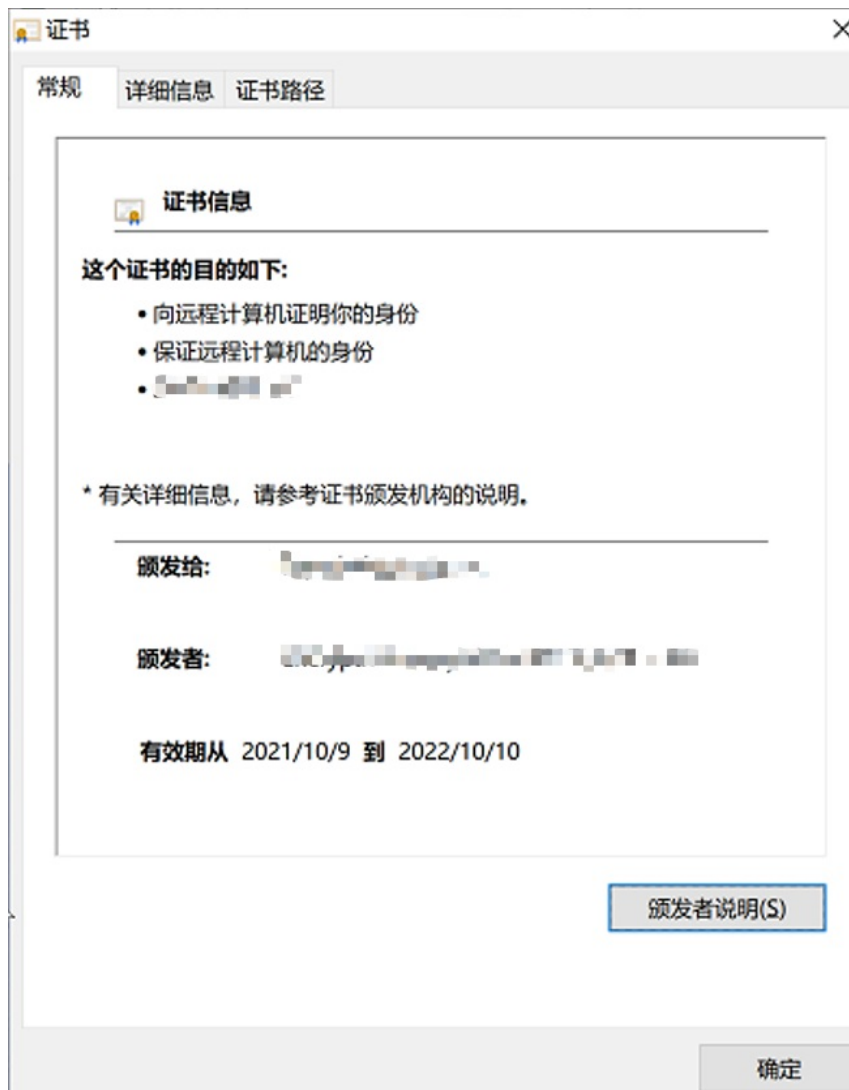 证书
常规 详细信息 证书路径
证书信息
这个证书的目的如下:
• 向远程计算机证明你的身份
• 保证远程计算机的身份
•
* 有关详细信息，请参考证书颁发机构的说明。
颁发给:
颁发者:
有效期从 2021/10/9 到 2022/10/10
颁发者说明(S)
确定